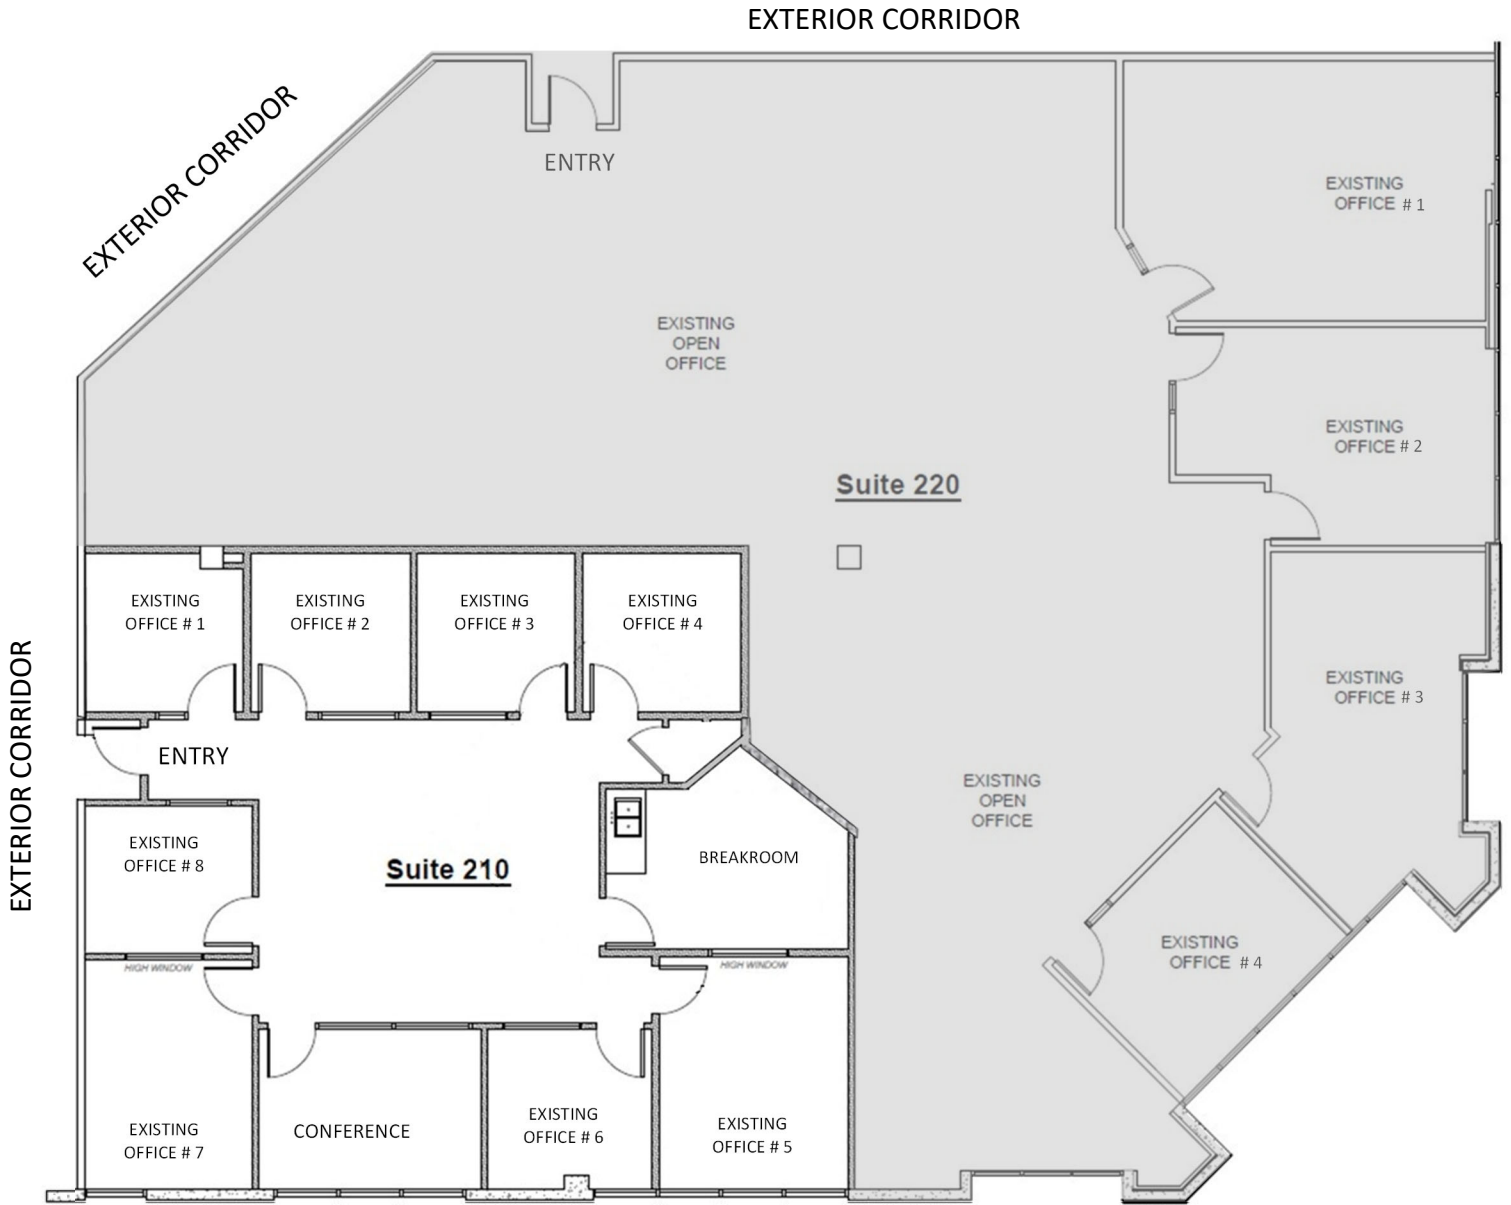 EXTERIOR CORRIDOR
EXTERIOR CORRIDOR
ENTRY
EXISTING
OFFICE # 1
EXISTING
OPEN
OFFICE
EXISTING
OFFICE # 2
Suite 220
EXISTING
OFFICE # 1
EXISTING
OFFICE # 2
EXISTING
OFFICE # 3
EXISTING
OFFICE # 4
EXISTING
OFFICE # 3
EXTERIOR CORRIDOR
ENTRY
EXISTING
OPEN
OFFICE
EXISTING
OFFICE # 8
Suite 210
BREAKROOM
EXISTING
OFFICE # 4
HIGH WINDOW
HIGH WINDOW
EXISTING
OFFICE # 7
CONFERENCE
EXISTING
OFFICE # 6
EXISTING
OFFICE # 5